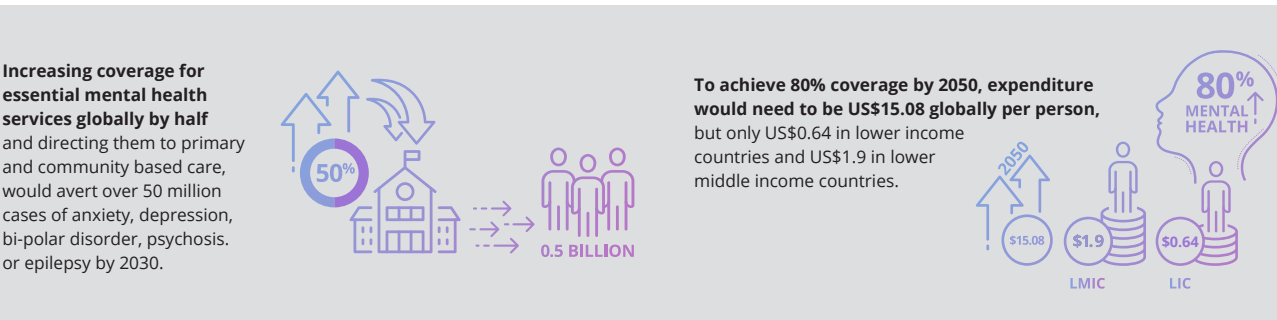 Increasing coverage for
essential mental health
services globally by half
and directing them to primary
and community based care,
would avert over 50 million
cases of anxiety, depression,
bi-polar disorder, psychosis.
or epilepsy by 2030.
50%
0.5 BILLION
To achieve 80% coverage by 2050, expenditure
would need to be US$15.08 globally per person,
but only US$0.64 in lower income
countries and US$1.9 in lower
middle income countries.
2050
$15.08
$1.9
LMIC
80%
MENTAL
HEALTH
$0.64
LIC